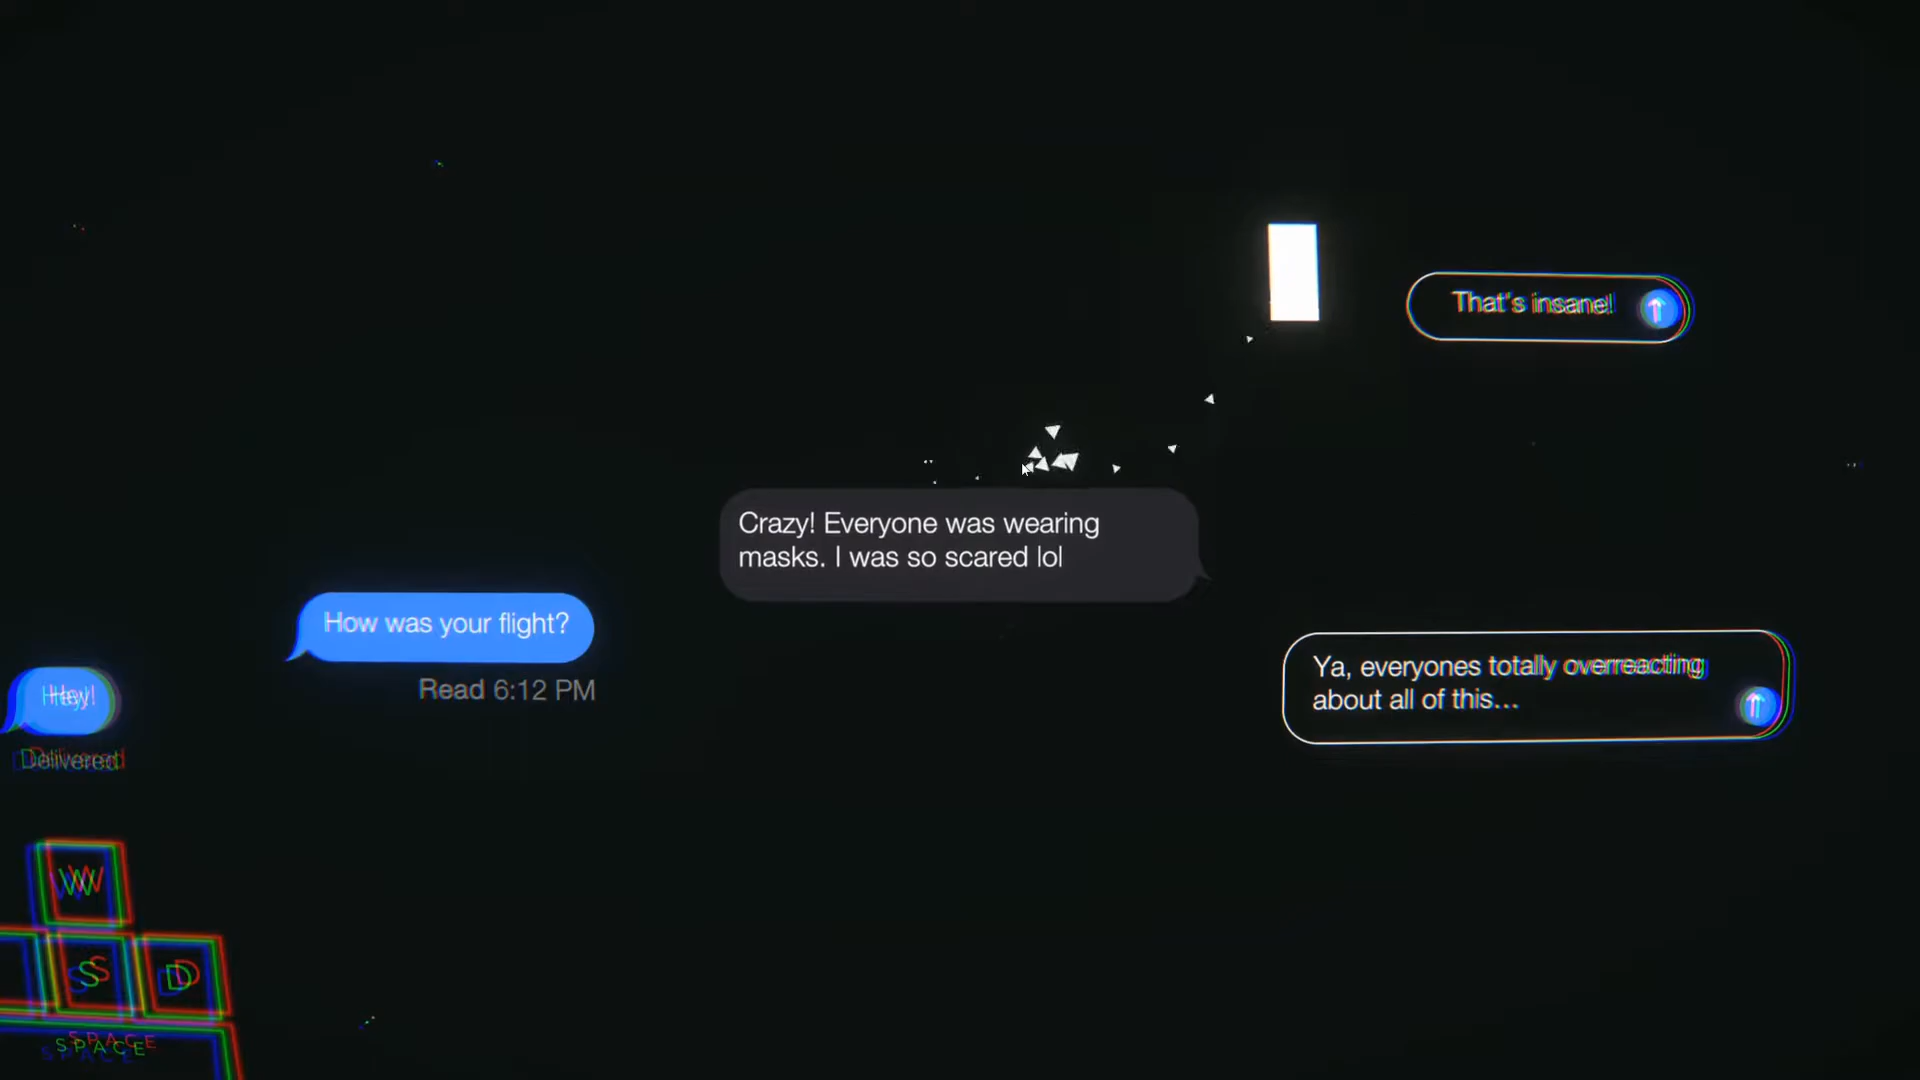 That's insane!
Crazy! Everyone was wearing
masks. I was so scared lol
How was your flight?
Read 6:12 PM
Ya, everyones totally overreacting
about all of this...
Hey!
Delivered
W
S
D
SPACE